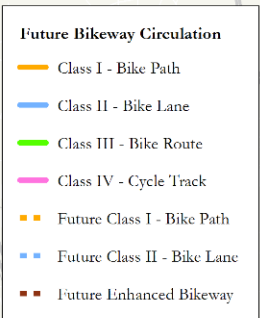 Future Bikeway Circulation
Class I - Bike Path
Class II - Bike Lane
Class III - Bike Route
Class IV - Cycle Track
Future Class I - Bike Path
Future Class II - Bike Lane
Future Enhanced Bikeway